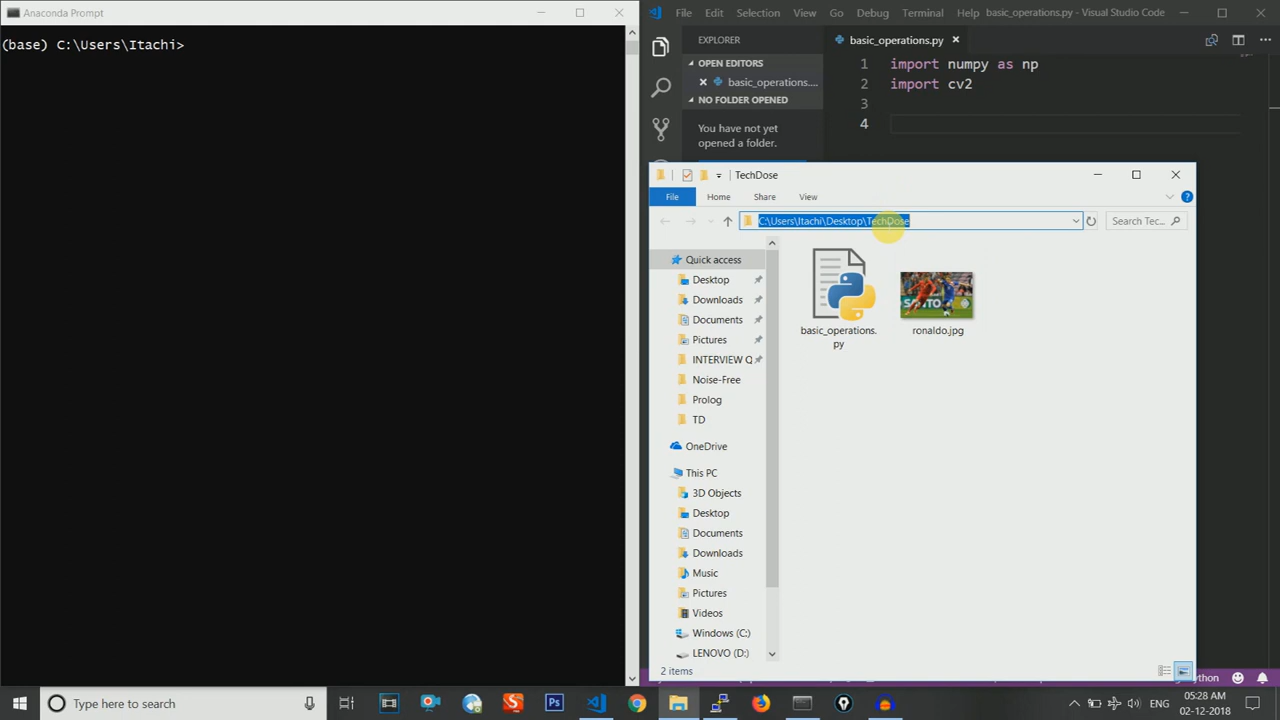 Anaconda Prompt
(base) C:\Users\Itachi>
File Edit Selection View Go Debug Terminal Help basic_operations.py - Visual Studio Code
EXPLORER
OPEN EDITORS
basic_operations....
NO FOLDER OPENED
You have not yet
opened a folder.
basic_operations.py
1 import numpy as np
2 import cv2
3
4
TechDose
File Home Share View
C:\Users\Itachi\Desktop\TechDose
Search Tec...
Quick access
Desktop
Downloads
Documents
Pictures
INTERVIEW Q
Noise-Free
Prolog
TD
OneDrive
This PC
3D Objects
Desktop
Documents
Downloads
Music
Pictures
Videos
Windows (C:)
LENOVO (D:)
basic_operations.
py
SANTO
ronaldo.jpg
2 items
ython
Type here to search
Ps
ENG
05:28 AM
02-12-2018